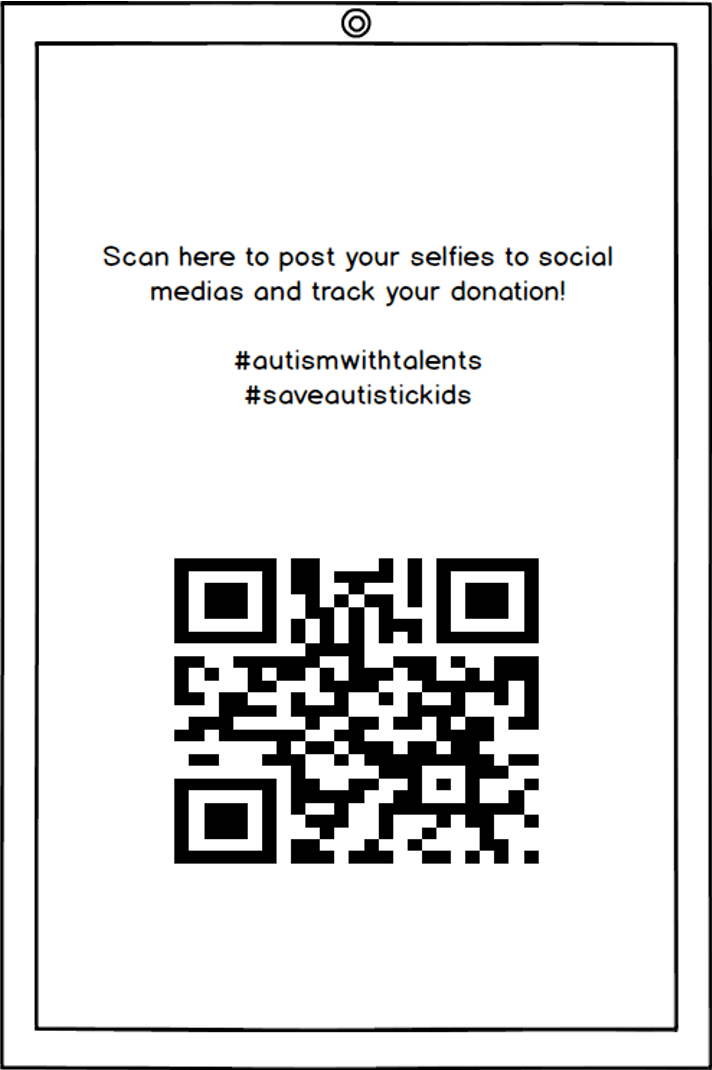 Scan here to post your selfies to social
medias and track your donation!
#autismwithtalents
#saveautistickids